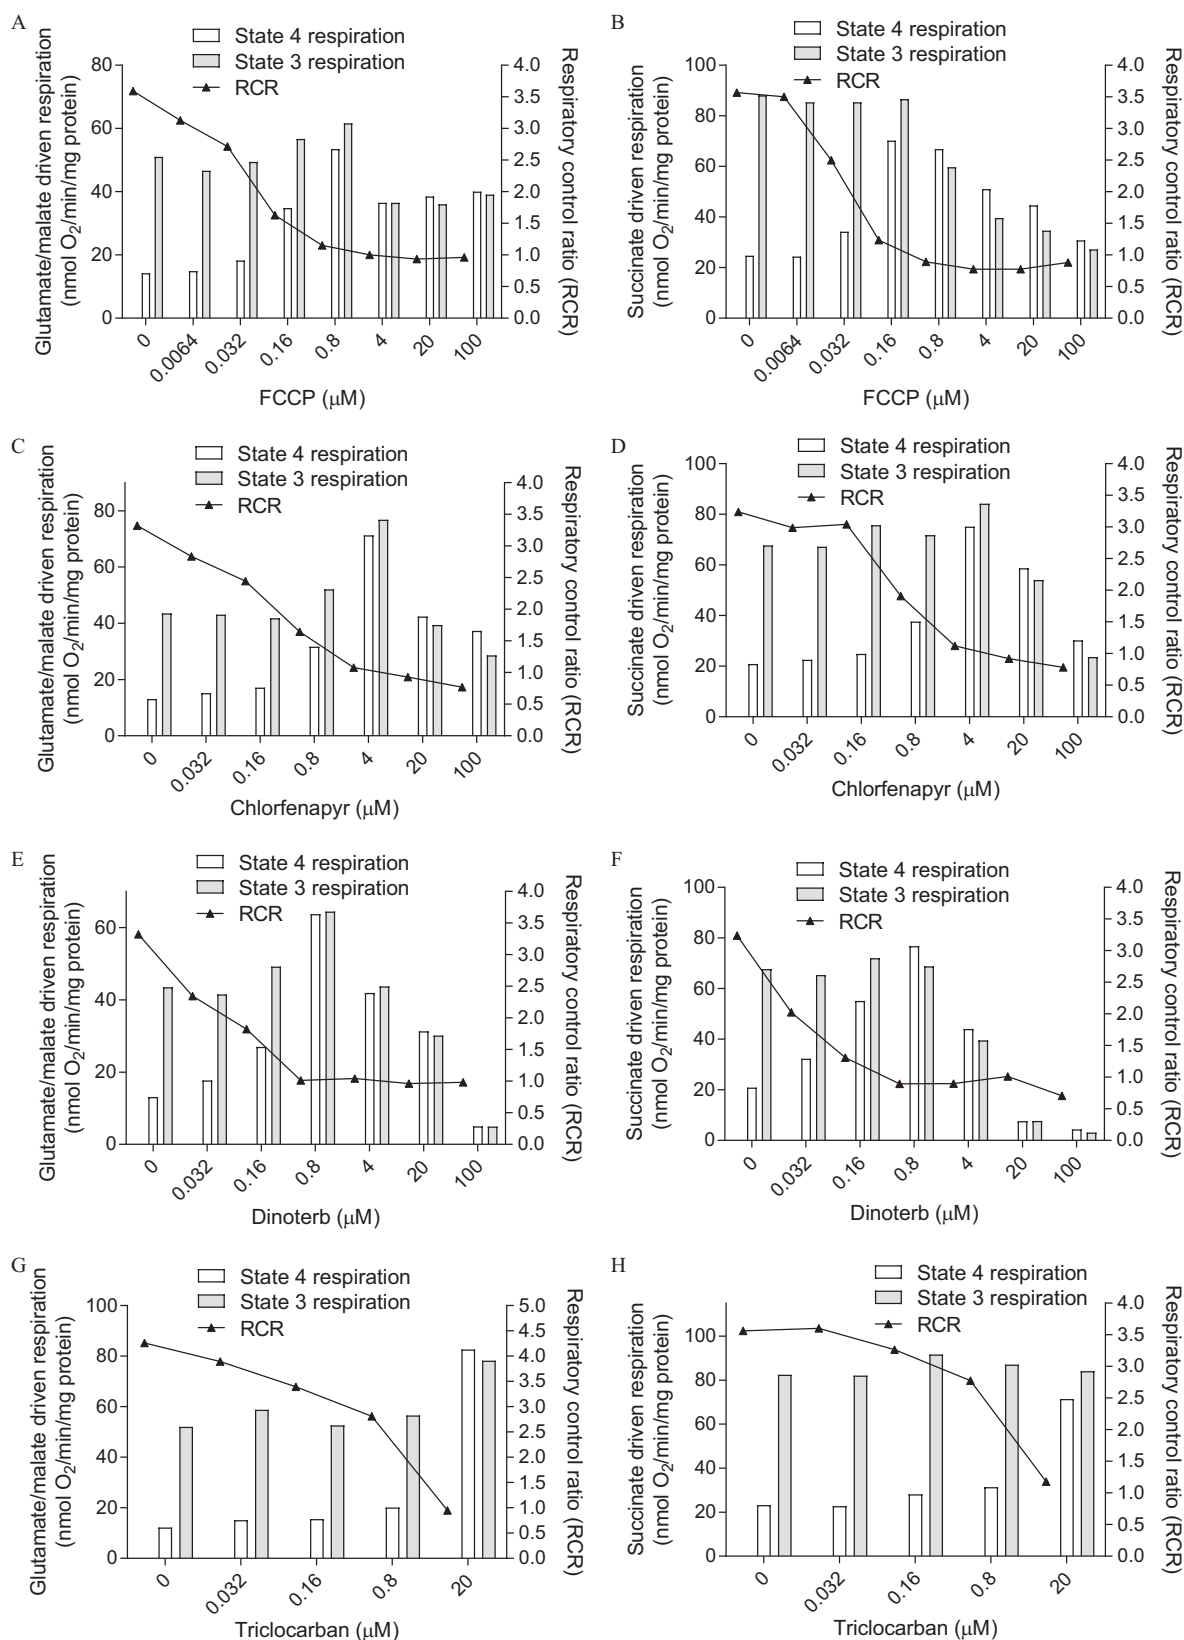 A
State 4 respiration
State 3 respiration
RCR
Glutamate/malate driven respiration
(nmol O2/min/mg protein)
80
60
40
20
0
4.0
3.5
3.0
2.5
2.0
1.5
1.0
0.5
0.0
Respiratory control ratio (RCR)
0
0.0064
0.032
0.16
0.8
4
20
100
FCCP (μM)
B
State 4 respiration
State 3 respiration
RCR
Succinate driven respiration
(nmol O2/min/mg protein)
100
80
60
40
20
0
4.0
3.5
3.0
2.5
2.0
1.5
1.0
0.5
0.0
Respiratory control ratio (RCR)
0
0.0064
0.032
0.16
0.8
4
20
100
FCCP (μM)
C
State 4 respiration
State 3 respiration
RCR
Glutamate/malate driven respiration
(nmol O2/min/mg protein)
80
60
40
20
0
4.0
3.5
3.0
2.5
2.0
1.5
1.0
0.5
0.0
Respiratory control ratio (RCR)
0
0.032
0.16
0.8
4
20
100
Chlorfenapyr (μM)
D
State 4 respiration
State 3 respiration
RCR
Succinate driven respiration
(nmol O2/min/mg protein)
100
80
60
40
20
0
4.0
3.5
3.0
2.5
2.0
1.5
1.0
0.5
0.0
Respiratory control ratio (RCR)
0
0.032
0.16
0.8
4
20
100
Chlorfenapyr (μM)
E
State 4 respiration
State 3 respiration
RCR
Glutamate/malate driven respiration
(nmol O2/min/mg protein)
60
40
20
0
4.0
3.5
3.0
2.5
2.0
1.5
1.0
0.5
0.0
Respiratory control ratio (RCR)
0
0.032
0.16
0.8
4
20
100
Dinoterb (μM)
F
State 4 respiration
State 3 respiration
RCR
Succinate driven respiration
(nmol O2/min/mg protein)
100
80
60
40
20
0
4.0
3.5
3.0
2.5
2.0
1.5
1.0
0.5
0.0
Respiratory control ratio (RCR)
0
0.032
0.16
0.8
4
20
100
Dinoterb (μM)
G
State 4 respiration
State 3 respiration
RCR
Glutamate/malate driven respiration
(nmol O2/min/mg protein)
100
80
60
40
20
0
5.0
4.5
4.0
3.5
3.0
2.5
2.0
1.5
1.0
0.5
0.0
Respiratory control ratio (RCR)
0
0.032
0.16
0.8
20
Triclocarban (μM)
H
State 4 respiration
State 3 respiration
RCR
Succinate driven respiration
(nmol O2/min/mg protein)
100
80
60
40
20
0
4.0
3.5
3.0
2.5
2.0
1.5
1.0
0.5
0.0
Respiratory control ratio (RCR)
0
0.032
0.16
0.8
20
Triclocarban (μM)